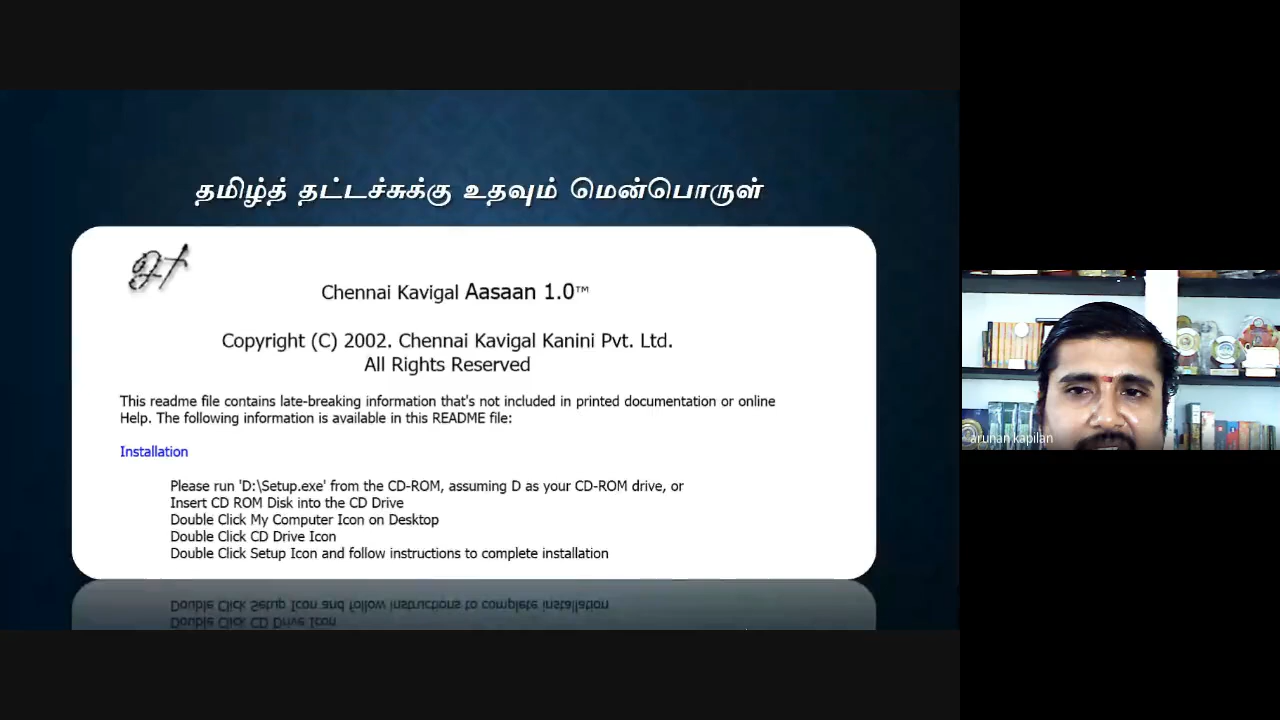 தமிழ்த் தட்டச்சுக்கு உதவும் மென்பொருள்
Chennai Kavigal Aasaan 1.0™
Copyright (C) 2002. Chennai Kavigal Kanini Pvt. Ltd.
All Rights Reserved
This readme file contains late-breaking information that's not included in printed documentation or online
Help. The following information is available in this README file:
Installation
Please run 'D:\Setup.exe' from the CD-ROM, assuming D as your CD-ROM drive, or
Insert CD ROM Disk into the CD Drive
Double Click My Computer Icon on Desktop
Double Click CD Drive Icon
Double Click Setup Icon and follow instructions to complete installation
arunan kapilan